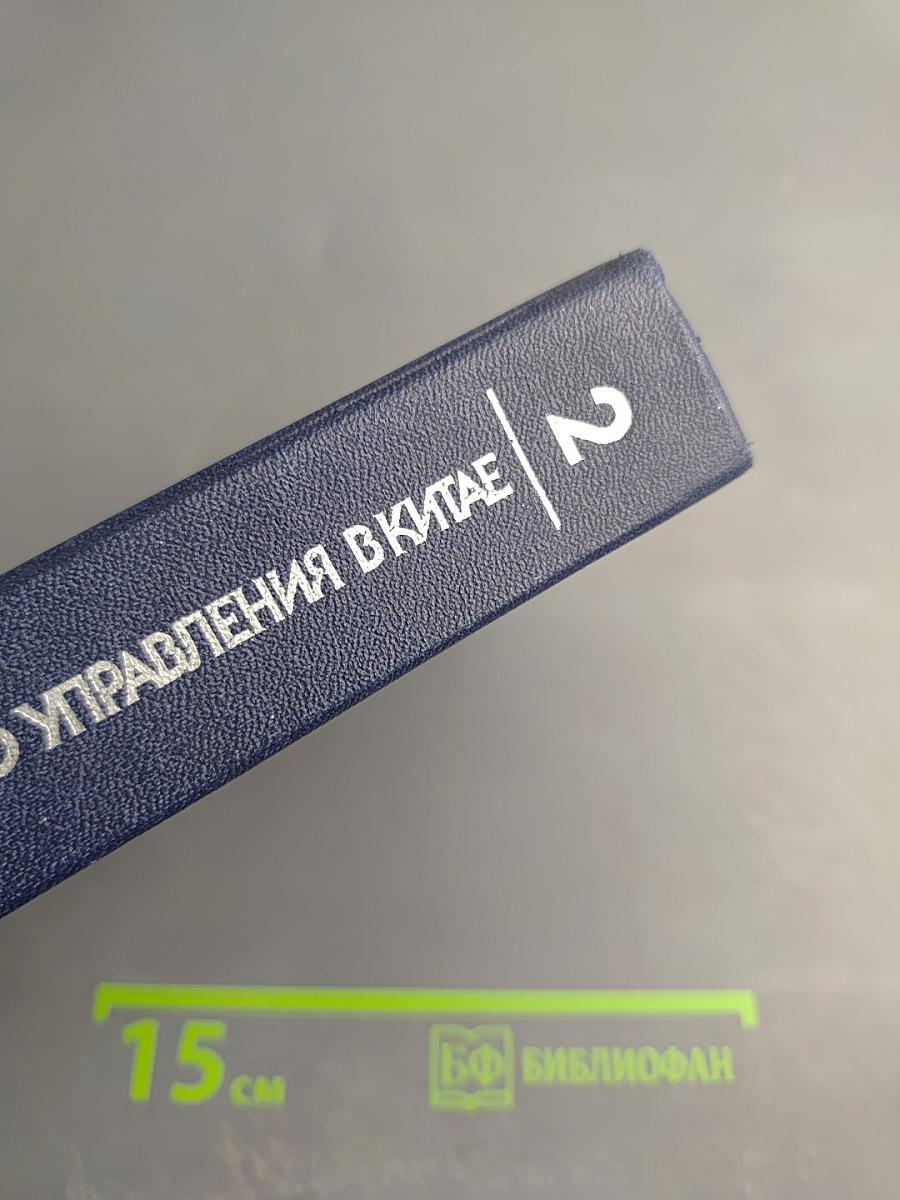 О УПРАВЛЕНИЯ В КИТАЕ
2
15 см
БФ БИБЛИОФАН